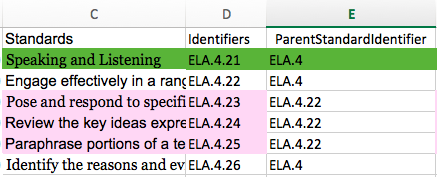 C D E
Standards Identifiers ParentStandardIdentifier
Speaking and Listening ELA.4.21 ELA.4
Engage effectively in a rang ELA.4.22 ELA.4
Pose and respond to specifi ELA.4.23 ELA.4.22
Review the key ideas expre ELA.4.24 ELA.4.22
Paraphrase portions of a te ELA.4.25 ELA.4.22
Identify the reasons and ev ELA.4.26 ELA.4